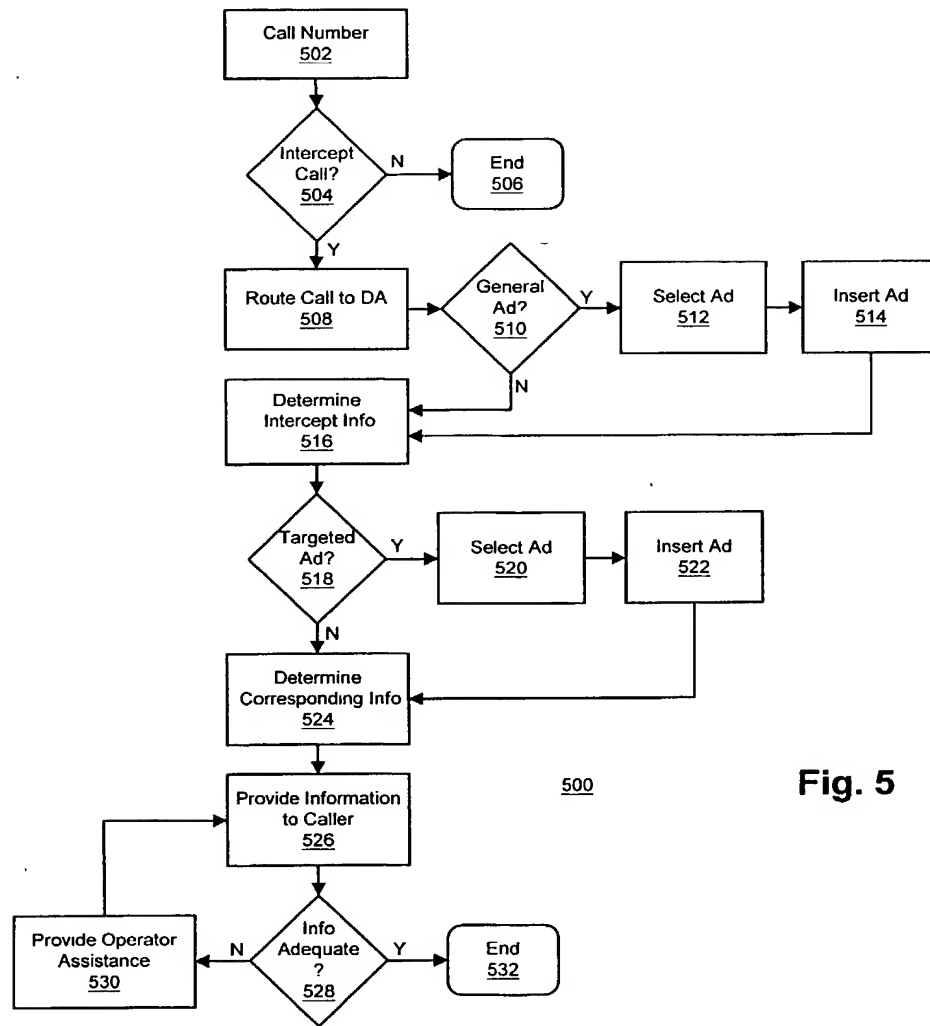 Call Number
502
Intercept
Call?
504
N
End
506
Y
Route Call to DA
508
General
Ad?
510
Y
Select Ad
512
Insert Ad
514
N
Determine
Intercept Info
516
Targeted
Ad?
518
Y
Select Ad
520
Insert Ad
522
N
Determine
Corresponding Info
524
Provide Information
to Caller
526
500
Fig. 5
Provide Operator
Assistance
530
N
Info
Adequate
?
528
Y
End
532